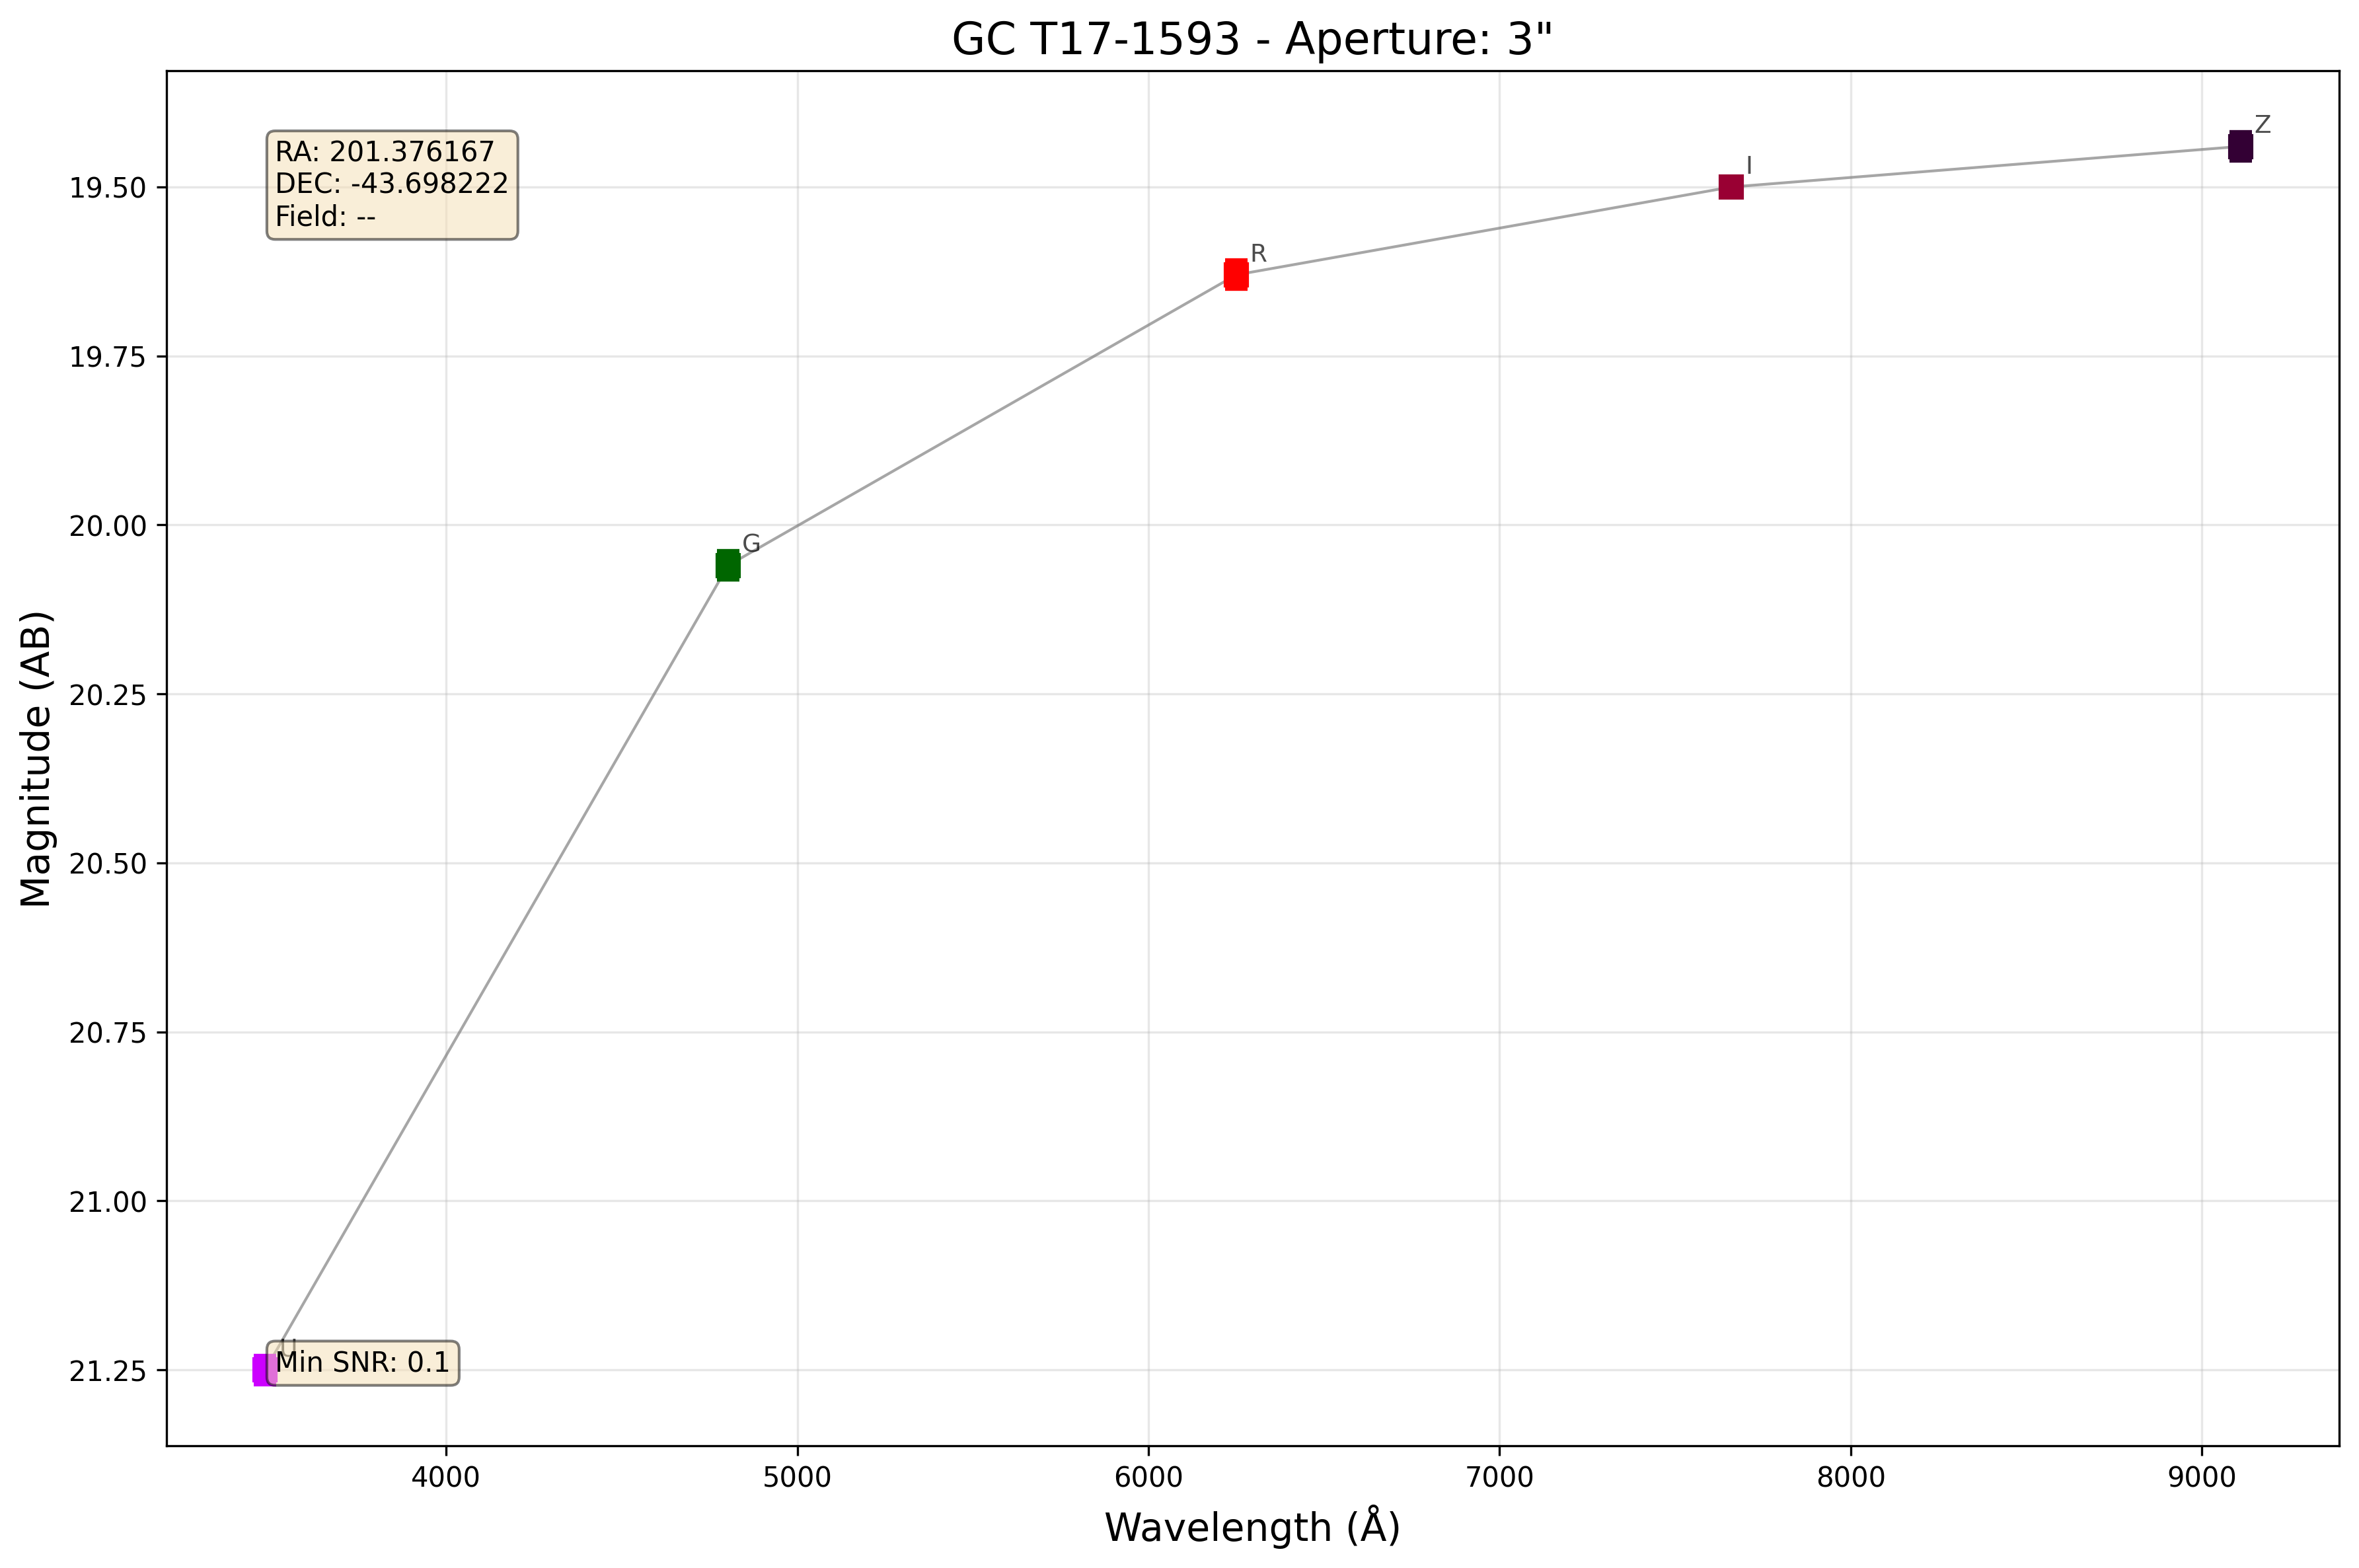 GC T17-1593 - Aperture: 3"
RA: 201.376167
DEC: -43.698222
Field: --
Z
I
R
G
U
Min SNR: 0.1
Magnitude (AB)
19.50
19.75
20.00
20.25
20.50
20.75
21.00
21.25
4000
5000
6000
7000
8000
9000
Wavelength (Å)